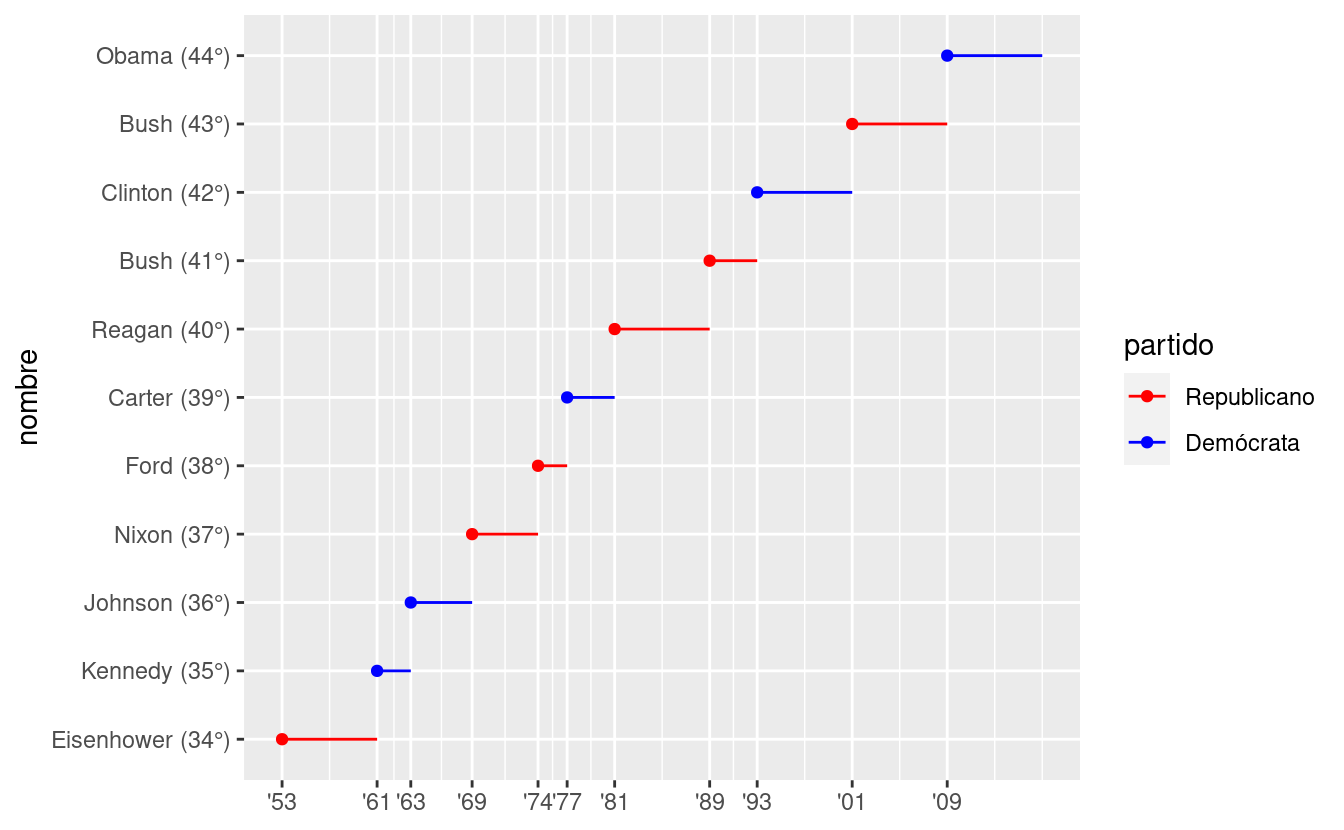 nombre
Obama (44°)
Bush (43°)
Clinton (42°)
Bush (41°)
Reagan (40°)
Carter (39°)
Ford (38°)
Nixon (37°)
Johnson (36°)
Kennedy (35°)
Eisenhower (34°)
'53 '61 '63 '69 '74 '77 '81 '89 '93 '01 '09
partido
Republicano
Demócrata